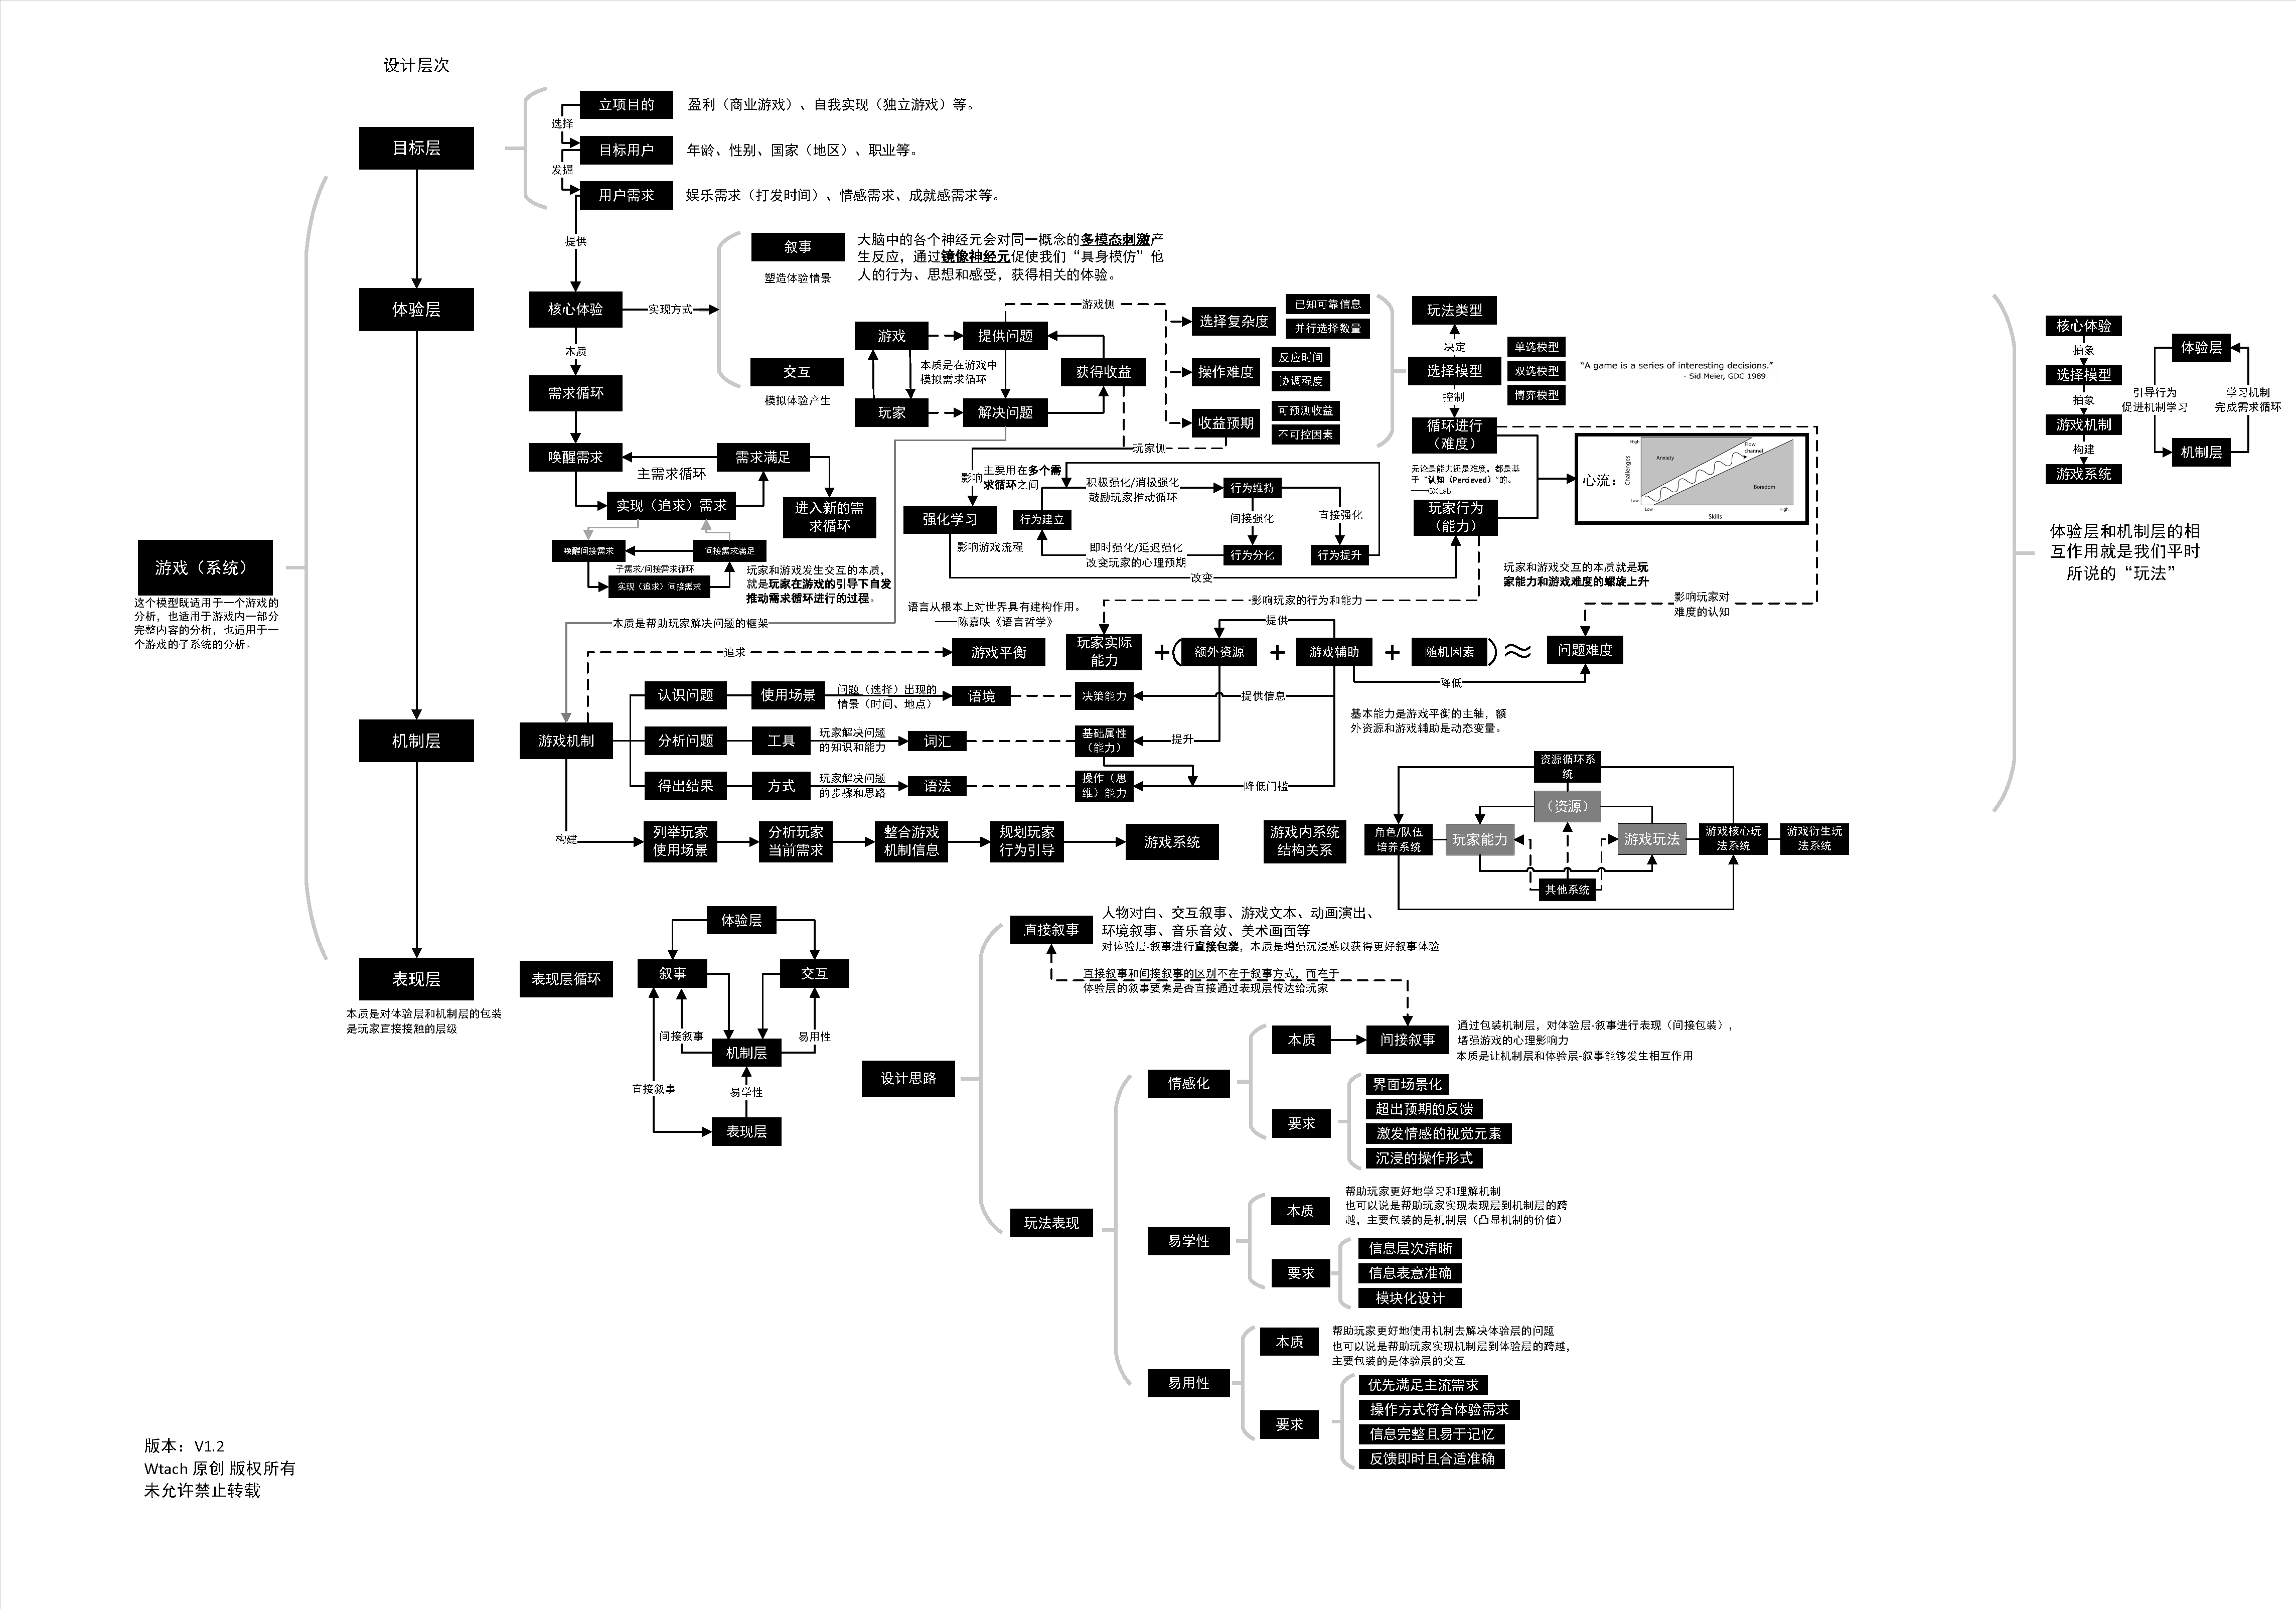 设计层次
目标层
立项目的
盈利（商业游戏）、自我实现（独立游戏）等。
选择
目标用户
年龄、性别、国家（地区）、职业等。
发掘
用户需求
娱乐需求（打发时间）、情感需求、成就感需求等。
提供
体验层
核心体验
实现方式
叙事
塑造体验情景
大脑中的各个神经元会对同一概念的多模态刺激产
生反应，通过镜像神经元促使我们“具身模仿”他
人的行为、思想和感受，获得相关的体验。
交互
模拟体验产生
本质
需求循环
唤醒需求
需求满足
主需求循环
实现（追求）需求
进入新的需
求循环
唤醒间接需求
间接需求满足
子需求/间接需求循环
实现（追求）间接需求
玩家和游戏发生交互的本质，
就是玩家在游戏的引导下自发
推动需求循环进行的过程。
游戏
提供问题
本质是在游戏中
模拟需求循环
获得收益
玩家
解决问题
游戏侧
选择复杂度
已知可靠信息
并行选择数量
操作难度
反应时间
协调程度
收益预期
可预测收益
不可控因素
玩家侧
影响
主要用在多个需
求循环之间
强化学习
影响游戏流程
行为建立
积极强化/消极强化
鼓励玩家推动循环
行为维持
间接强化
直接强化
即时强化/延迟强化
改变玩家的心理预期
行为分化
行为提升
改变
玩法类型
决定
选择模型
单选模型
双选模型
博弈模型
控制
循环进行
（难度）
“A game is a series of interesting decisions.”
- Sid Meier, GDC 1989
无论是能力还是难度，都是基
于“认知（Percieved）”的。
——GX Lab
玩家行为
（能力）
心流：
High
Challenges
Low
Anxiety
Flow
channel
Boredom
Low
High
Skills
玩家和游戏交互的本质就是玩
家能力和游戏难度的螺旋上升
影响玩家对
难度的认知
影响玩家的行为和能力
核心体验
抽象
选择模型
抽象
游戏机制
构建
游戏系统
体验层
引导行为
促进机制学习
学习机制
完成需求循环
机制层
体验层和机制层的相
互作用就是我们平时
所说的“玩法”
游戏（系统）
这个模型既适用于一个游戏的
分析，也适用于游戏内一部分
完整内容的分析，也适用于一
个游戏的子系统的分析。
本质是帮助玩家解决问题的框架
语言从根本上对世界具有建构作用。
——陈嘉映《语言哲学》
追求
游戏平衡
玩家实际
能力
+
（
额外资源
+
游戏辅助
+
随机因素
）
≈
问题难度
提供
降低
机制层
游戏机制
认识问题
使用场景
问题（选择）出现的
情景（时间、地点）
语境
决策能力
提供信息
分析问题
工具
玩家解决问题
的知识和能力
词汇
基础属性
（能力）
提升
得出结果
方式
玩家解决问题
的步骤和思路
语法
操作（思
维）能力
降低门槛
基本能力是游戏平衡的主轴，额
外资源和游戏辅助是动态变量。
构建
列举玩家
使用场景
分析玩家
当前需求
整合游戏
机制信息
规划玩家
行为引导
游戏系统
游戏内系统
结构关系
资源循环系
统
（资源）
角色/队伍
培养系统
玩家能力
游戏玩法
游戏核心玩
法系统
游戏衍生玩
法系统
其他系统
表现层
本质是对体验层和机制层的包装
是玩家直接接触的层级
表现层循环
体验层
叙事
交互
间接叙事
易用性
机制层
直接叙事
易学性
表现层
设计思路
直接叙事
人物对白、交互叙事、游戏文本、动画演出、
环境叙事、音乐音效、美术画面等
对体验层-叙事进行直接包装，本质是增强沉浸感以获得更好叙事体验
直接叙事和间接叙事的区别不在于叙事方式，而在于
体验层的叙事要素是否直接通过表现层传达给玩家
玩法表现
情感化
本质
间接叙事
通过包装机制层，对体验层-叙事进行表现（间接包装），
增强游戏的心理影响力
本质是让机制层和体验层-叙事能够发生相互作用
要求
界面场景化
超出预期的反馈
激发情感的视觉元素
沉浸的操作形式
易学性
本质
帮助玩家更好地学习和理解机制
也可以说是帮助玩家实现表现层到机制层的跨
越，主要包装的是机制层（凸显机制的价值）
要求
信息层次清晰
信息表意准确
模块化设计
易用性
本质
帮助玩家更好地使用机制去解决体验层的问题
也可以说是帮助玩家实现机制层到体验层的跨越，
主要包装的是体验层的交互
要求
优先满足主流需求
操作方式符合体验需求
信息完整且易于记忆
反馈即时且合适准确
版本：V1.2
Wtach 原创 版权所有
未允许禁止转载